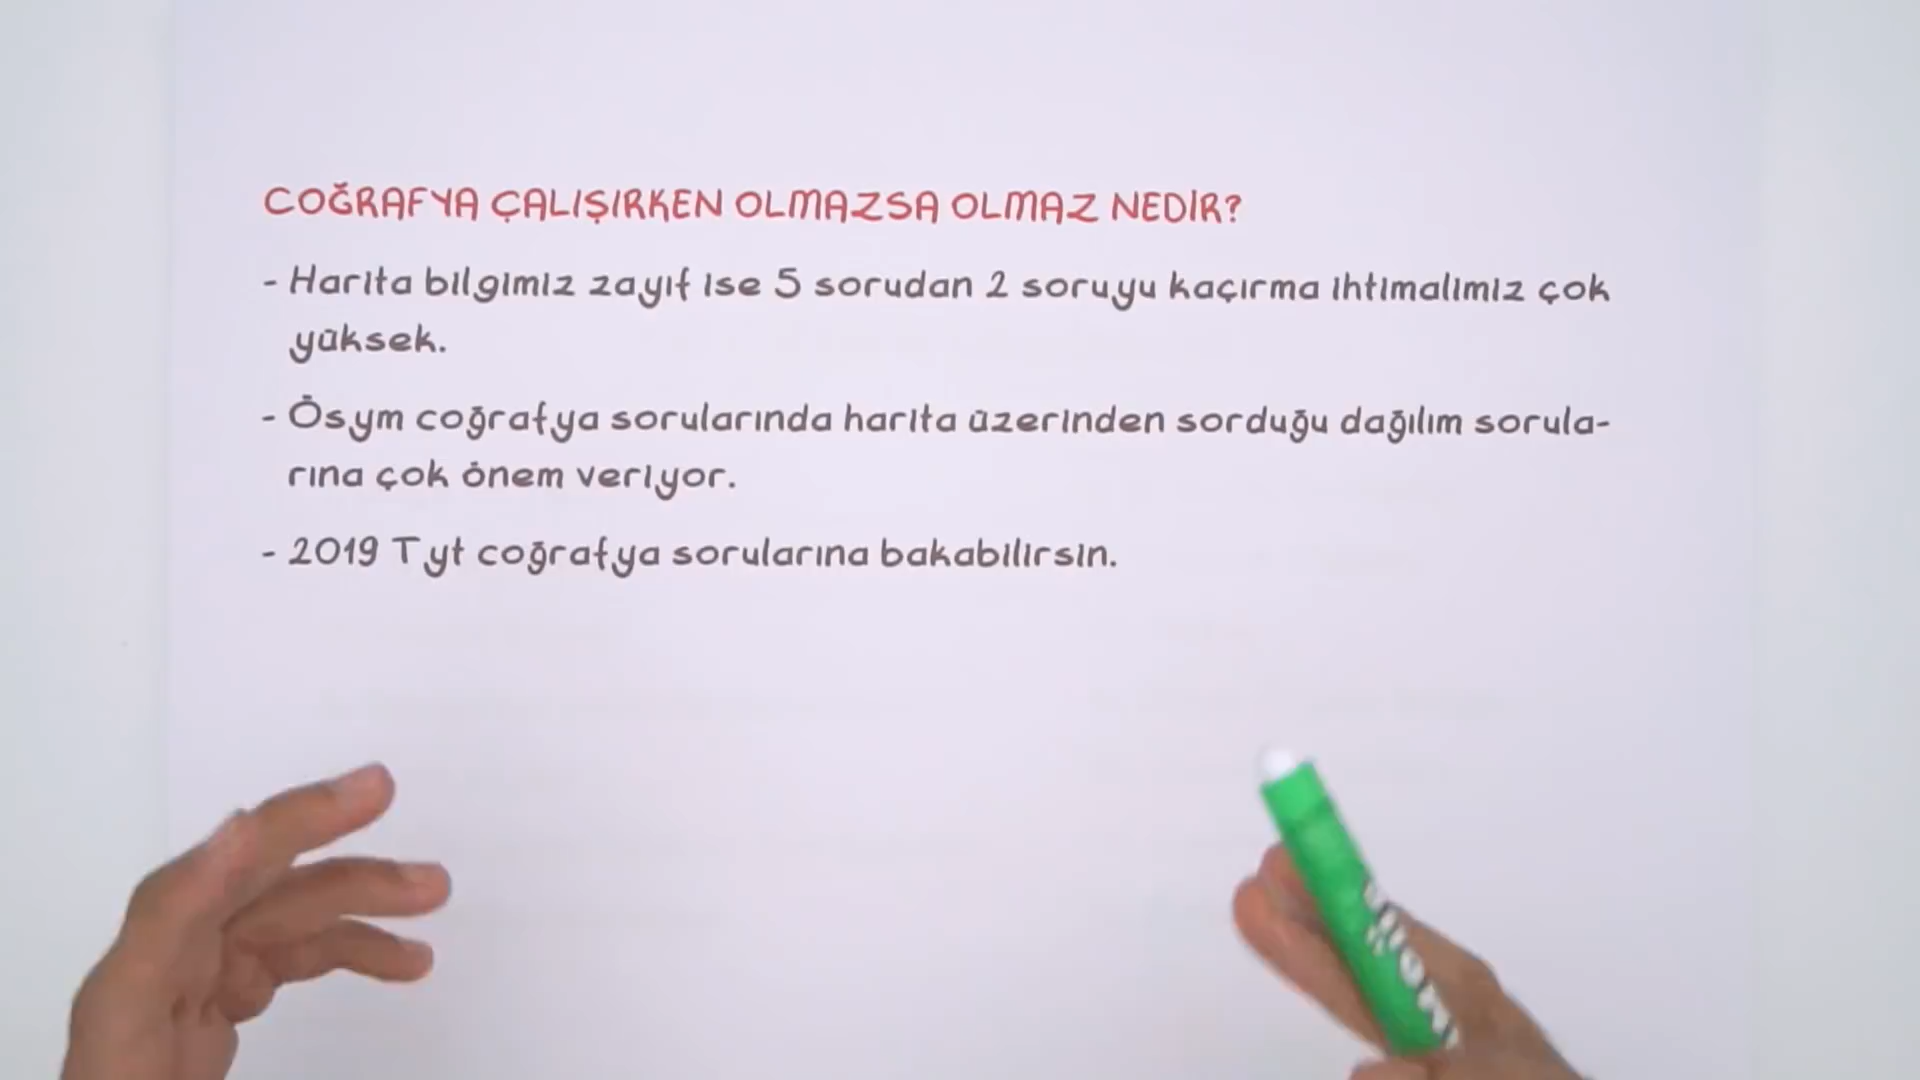 COĞRAFYA ÇALIŞIRKEN OLMAZSA OLMAZ NEDİR?
- Harita bilgimiz zayıf ise 5 sorudan 2 soruyu kaçırma ihtimalimiz çok
yüksek.
- Ösym coğrafya sorularında harita üzerinden sorduğu dağılım sorula-
rına çok önem veriyor.
- 2019 Tyt coğrafya sorularına bakabilirsin.